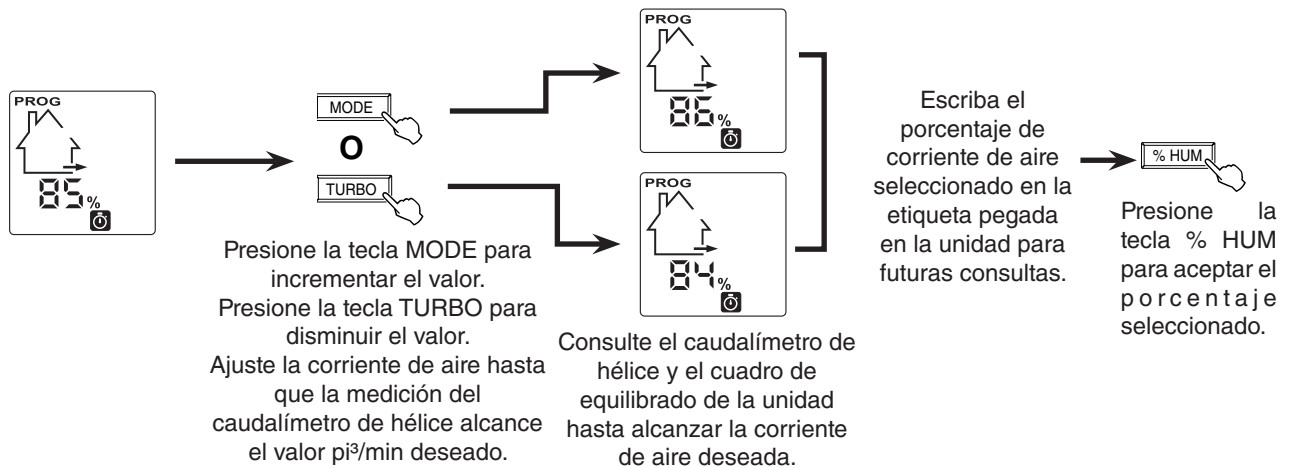 PROG
85%
MODE
O
TURBO
Presione la tecla MODE para
incrementar el valor.
Presione la tecla TURBO para
disminuir el valor.
Ajuste la corriente de aire hasta
que la medición del
caudalímetro de hélice alcance
el valor pi³/min deseado.
PROG
86%
PROG
84%
Consulte el caudalímetro de
hélice y el cuadro de
equilibrado de la unidad
hasta alcanzar la corriente
de aire deseada.
Escriba el
porcentaje de
corriente de aire
seleccionado en la
etiqueta pegada
en la unidad para
futuras consultas.
% HUM
Presione la
tecla % HUM
para aceptar el
porcentaje
seleccionado.